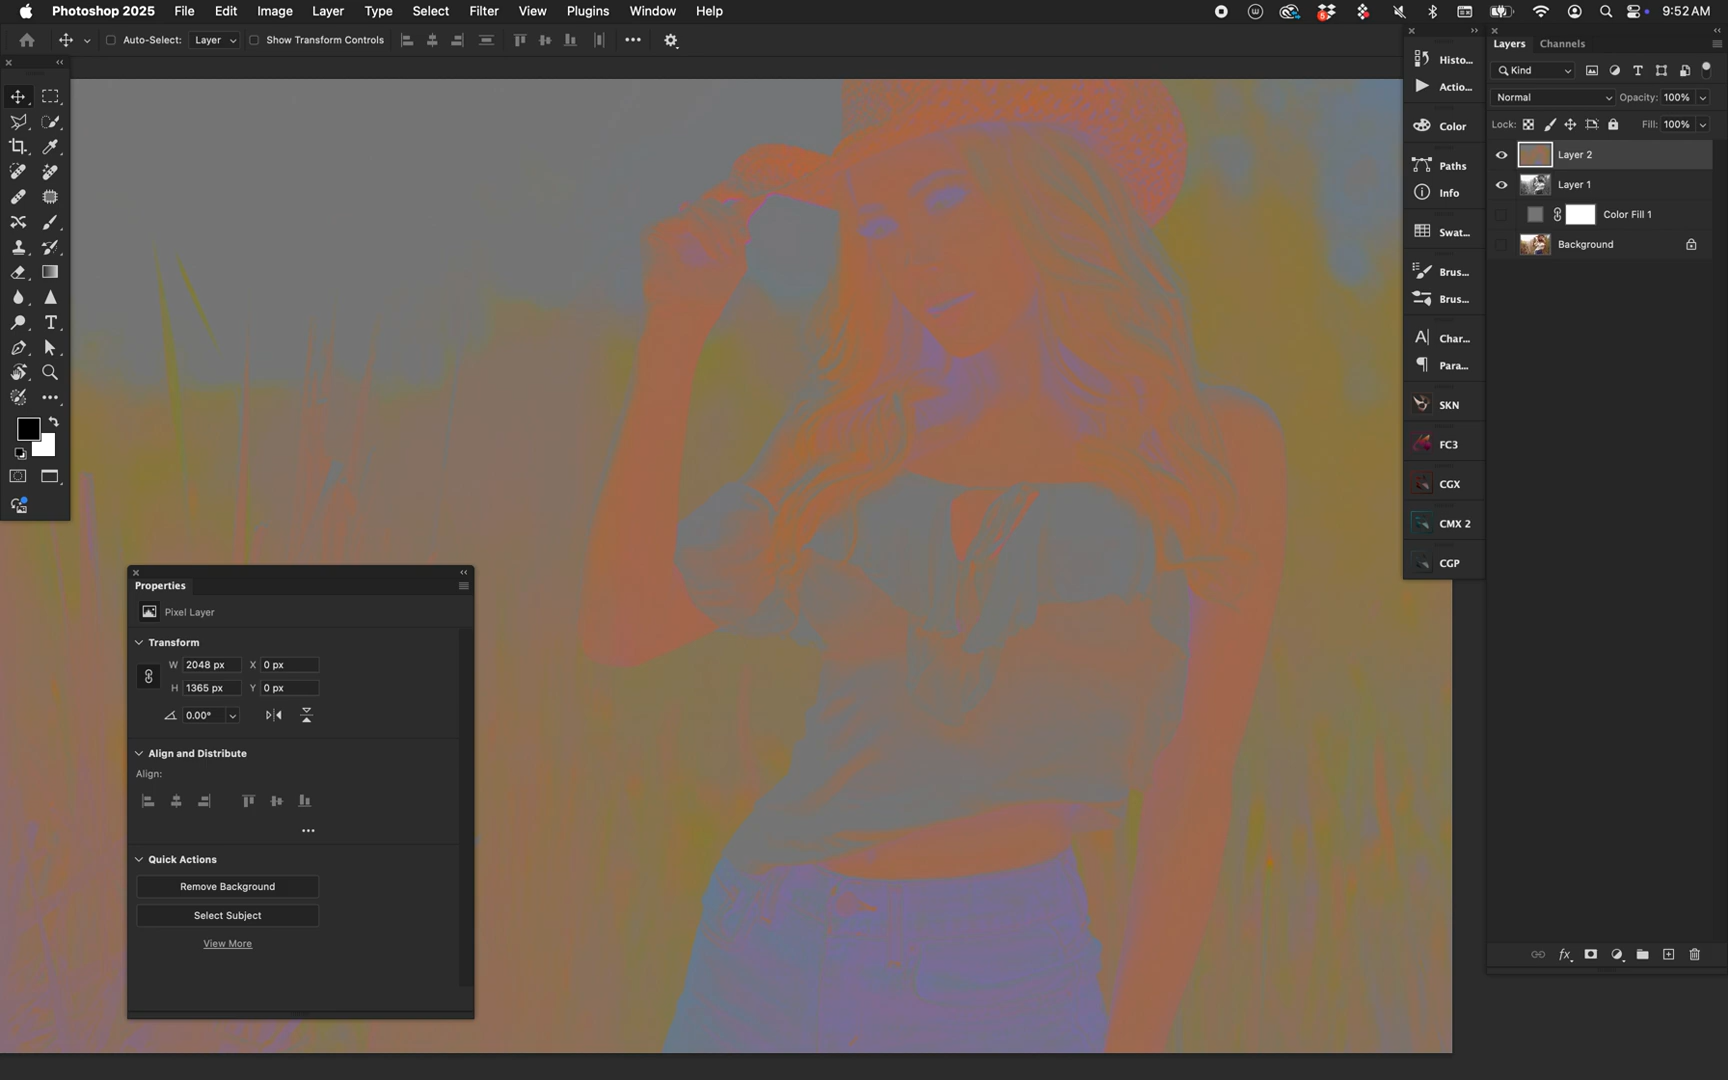 Photoshop 2025 File Edit Image Layer Type Select Filter View Plugins Window Help 5 9:52 AM
Auto-Select: Layer Show Transform Controls
Histo...
Actio...
Color
Paths
Info
Swat...
Brus...
Brus...
Char...
Para...
SKN
FC3
CGX
CMX 2
CGP
Layers Channels
Kind
Normal Opacity: 100%
Lock: Fill: 100%
Layer 2
Layer 1
Color Fill 1
Background
fx
Properties
Pixel Layer
Transform
W 2048 px X 0 px
H 1365 px Y 0 px
0.00°
Align and Distribute
Align:
Quick Actions
Remove Background
Select Subject
View More